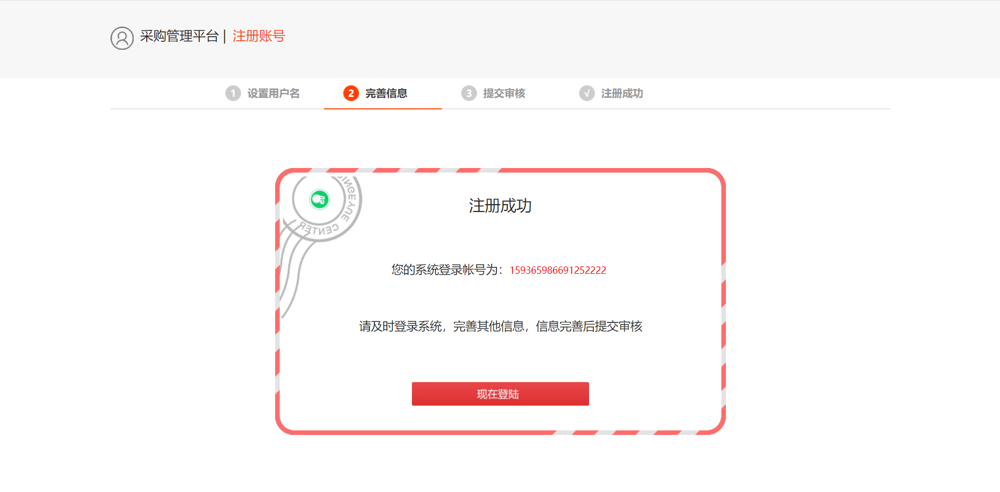 采购管理平台 | 注册账号
1 设置用户名 2 完善信息 3 提交审核 √ 注册成功
CENTER
注册成功
您的系统登录帐号为：159365986691252222
请及时登录系统，完善其他信息，信息完善后提交审核
现在登陆